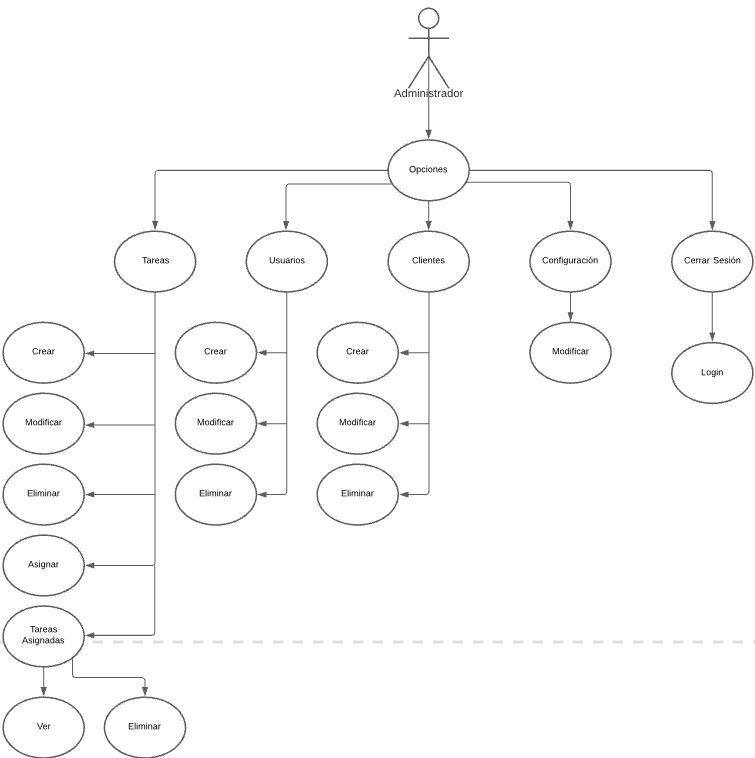 Administrador
Opciones
Tareas
Usuarios
Clientes
Configuración
Cerrar Sesión
Crear
Crear
Crear
Modificar
Login
Modificar
Modificar
Modificar
Eliminar
Eliminar
Eliminar
Asignar
Tareas
Asignadas
Ver
Eliminar